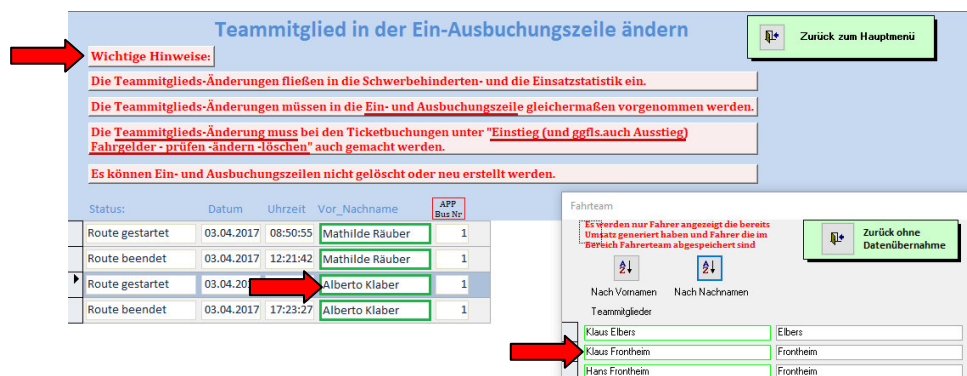 Teammitglied in der Ein-Ausbuchungszeile ändern
Zurück zum Hauptmenü
Wichtige Hinweise:
Die Teammitglieds-Änderungen fließen in die Schwerbehinderten- und die Einsatzstatistik ein.
Die Teammitglieds-Änderungen müssen in die Ein- und Ausbuchungszeile gleichermaßen vorgenommen werden.
Die Teammitglieds-Änderung muss bei den Ticketbuchungen unter "Einstieg (und ggfls.auch Ausstieg)
Fahrgelder - prüfen -ändern -löschen" auch gemacht werden.
Es können Ein- und Ausbuchungszeilen nicht gelöscht oder neu erstellt werden.
Status: Datum Uhrzeit Vor_Nachname APP Bus Nr
Route gestartet 03.04.2017 08:50:55 Mathilde Räuber 1
Route beendet 03.04.2017 12:21:42 Mathilde Räuber 1
Route gestartet 03.04.20 Alberto Klaber 1
Route beendet 03.04.2017 17:23:27 Alberto Klaber 1
Fahrteam
Es werden nur Fahrer angezeigt die bereits
Umsatz generiert haben und Fahrer die im
Bereich Fahrerteam abgespeichert sind
Zurück ohne
Datenübernahme
Nach Vornamen Nach Nachnamen
Teammitglieder
Klaus Elbers Elbers
Klaus Frontheim Frontheim
Hans Frontheim Frontheim